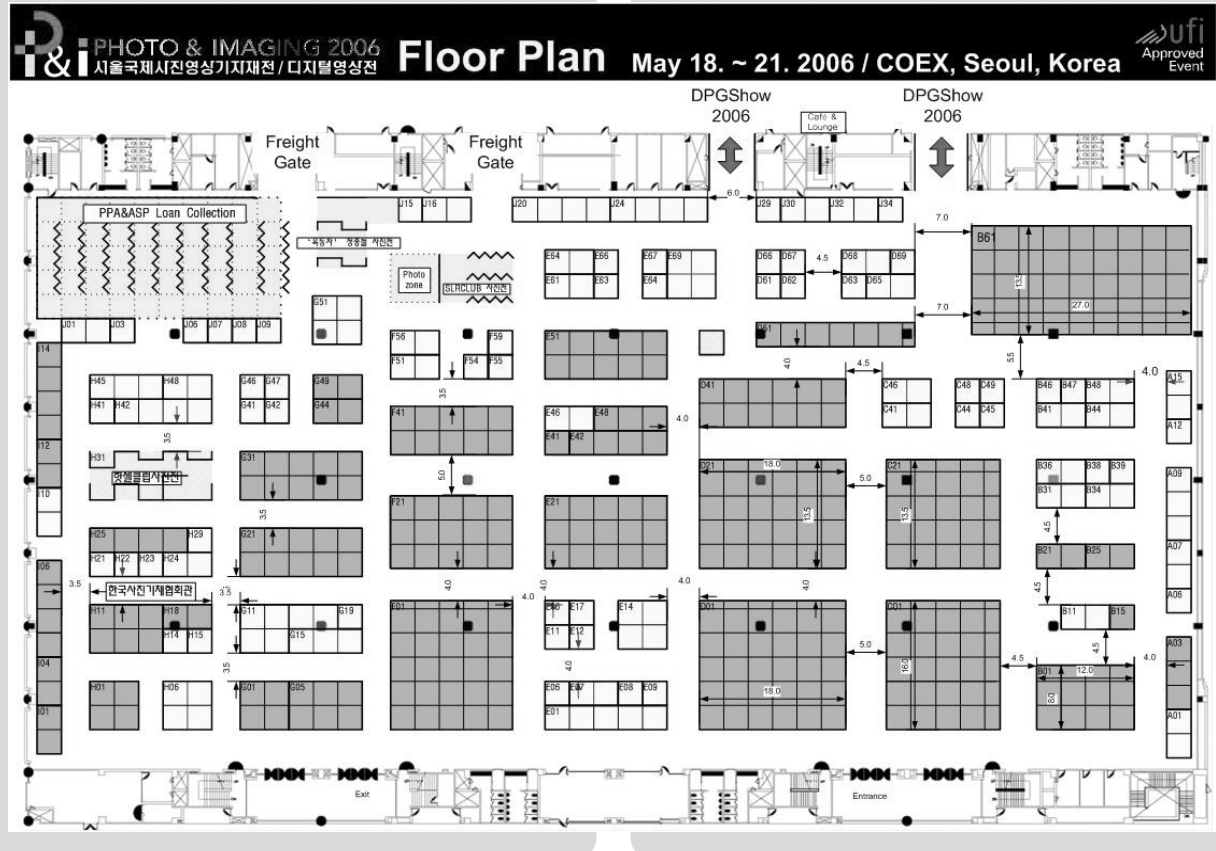 P&I PHOTO & IMAGING 2006
서울국제사진영상기자재전 / 디지털영상전
Floor Plan May 18. ~ 21. 2006 / COEX, Seoul, Korea
ufi
Approved
Event
DPGShow
2006
DPGShow
2006
Café &
Lounge
Freight
Gate
Freight
Gate
6.0
J15 J16 J20 J24 J29 J30 J32 J34
PPA&ASP Loan Collection
7.0
B61
E64 E66 E67 E69 D66 D67 4.5 D68 D69
Photo
zone
E61 E63 E64 D61 D62 D63 D65
13.5
27.0
G51
7.0
J01 J03 J06 J07 J08 J09
F56 F59 E51 D51
I14 F51 F54 F55
4.0 4.5 5.5
H45 H48 G46 G47 G49 D41 C46 C48 C49 B46 B47 B48 4.0 A15
3.5
H41 H42 G41 G42 G44 F41 E46 E48 C41 C44 C45 B41 B44
4.0
A12
3.5
I12 E41 E42
H31 G31 D21 18.0 C21 B36 B38 B39 A09
5.0 5.0
I10 B31 B34
F21 E21
3.5 13.5 13.5 4.5
H25 H29 G21
H21 H22 H23 H24 B21 B25 A07
I06
3.5 한국사진기재협회관 3.5 4.0 4.0 4.0 4.0 4.0 4.0 4.5 A06
H11 H18 G11 G19 F01 E16 E17 E14 D01 C01 B11 B15
H14 H15 G15 E11 E12
5.0 4.5 A03
I04 3.5 4.0 16.0 4.5 4.0
B01 12.0
H01 H06 G01 G05 E06 E07 E08 E09 18.0
8.0
I01 E01 A01
Exit Entrance